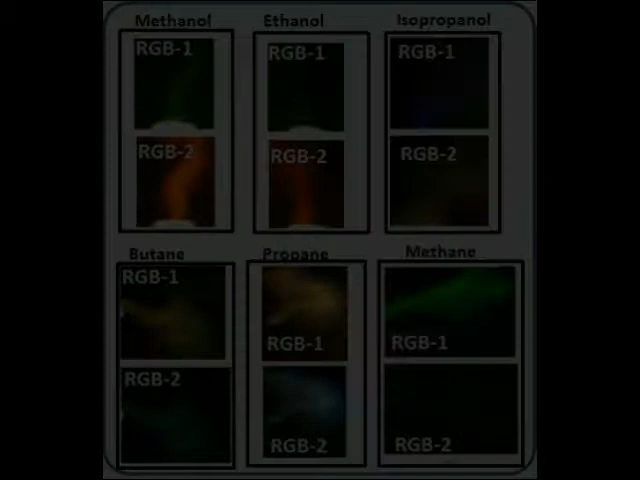 Methanol Ethanol Isopropanol
RGB-1 RGB-1 RGB-1
RGB-2 RGB-2 RGB-2
Butane Propane Methane
RGB-1 RGB-1 RGB-1
RGB-2 RGB-2 RGB-2